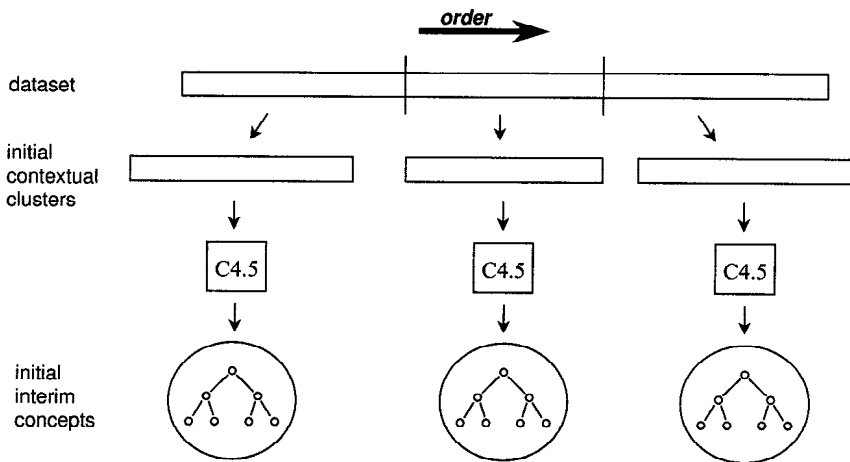 order
dataset
initial
contextual
clusters
C4.5
C4.5
C4.5
initial
interim
concepts